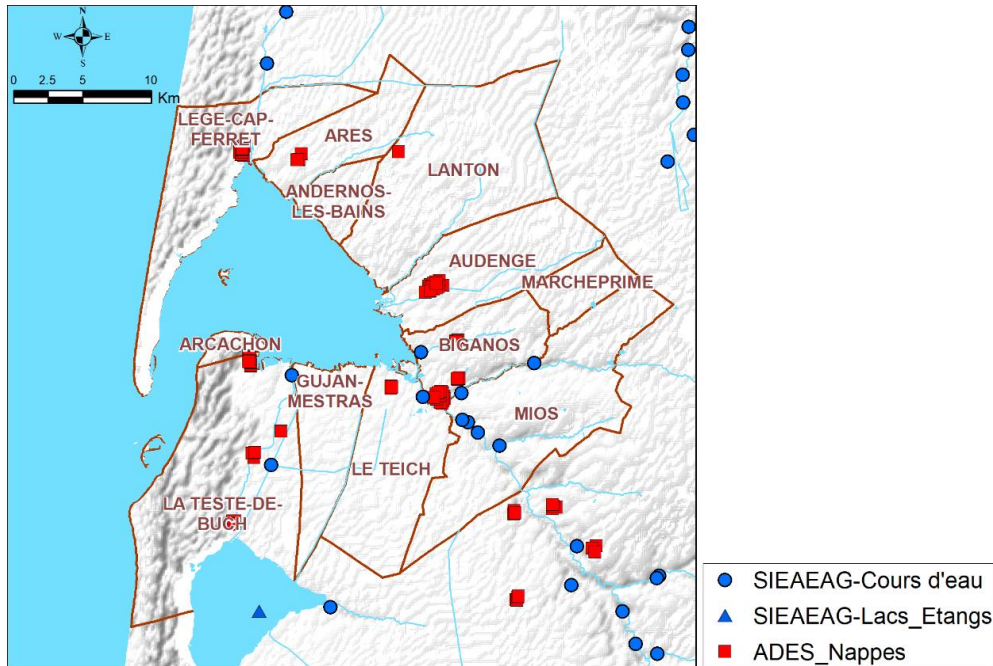 N
W E
S
0 2.5 5 10
Km
LEGE-CAP-
FERRET
ARES
LANTON
ANDERNOS-
LES-BAINS
AUDENGE
MARCHEPRIME
ARCACHON
BIGANOS
GUJAN-
MESTRAS
MIOS
LE TEICH
LA TESTE-DE-
BUCH
SIEAEAG-Cours d'eau
SIEAEAG-Lacs_Etangs
ADES_Nappes